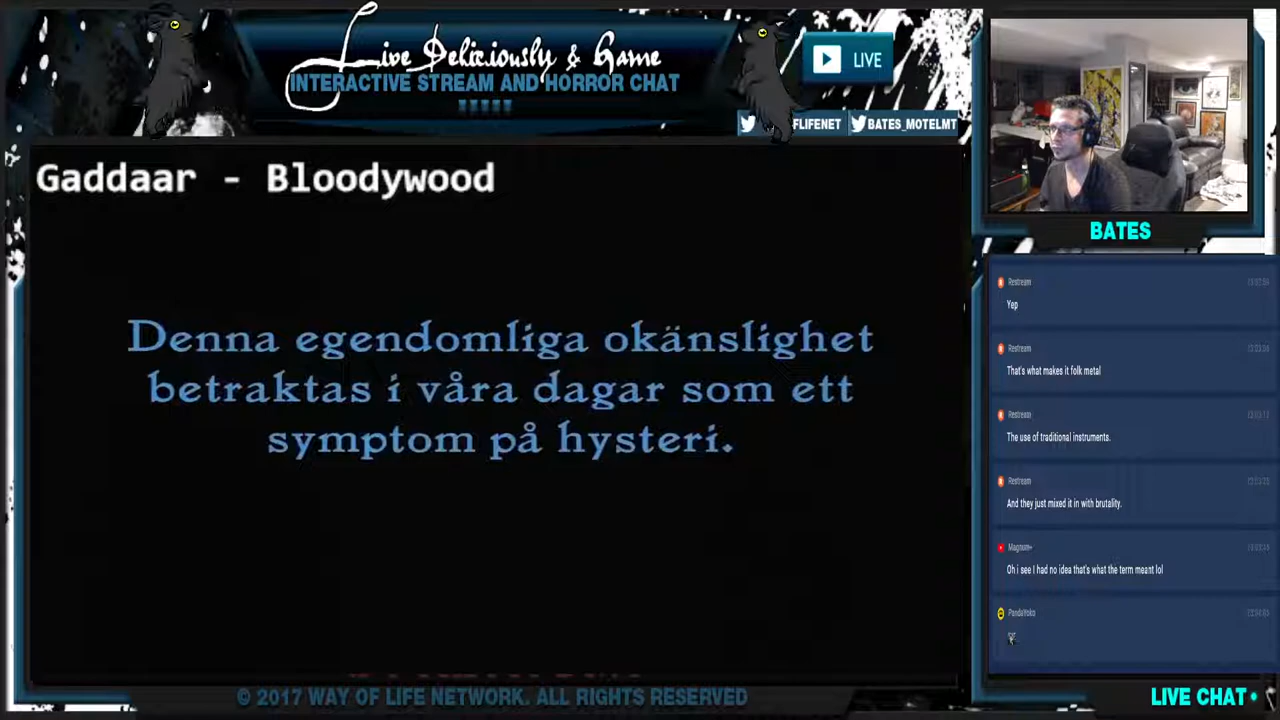 Live Deliciously & Game
INTERACTIVE STREAM AND HORROR CHAT
LIVE
FLIFENET
BATES_MOTELMT
Gaddaar - Bloodywood
Denna egendomliga okänslighet
betraktas i våra dagar som ett
symptom på hysteri.
© 2017 WAY OF LIFE NETWORK. ALL RIGHTS RESERVED
BATES
Restream
Yep
Restream
That's what makes it folk metal
Restream
The use of traditional instruments.
Restream
And they just mixed it in with brutality.
Magnum+
Oh i see I had no idea that's what the term meant lol
PandaYoko
LIVE CHAT